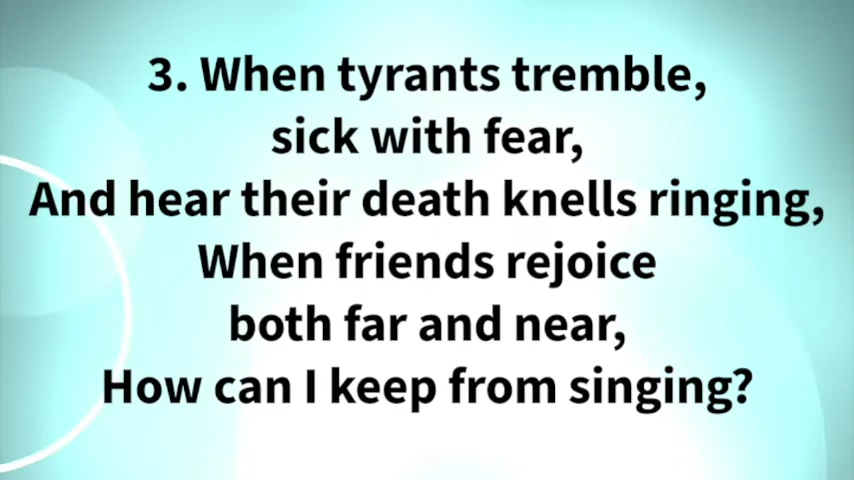 3. When tyrants tremble,
sick with fear,
And hear their death knells ringing,
When friends rejoice
both far and near,
How can I keep from singing?